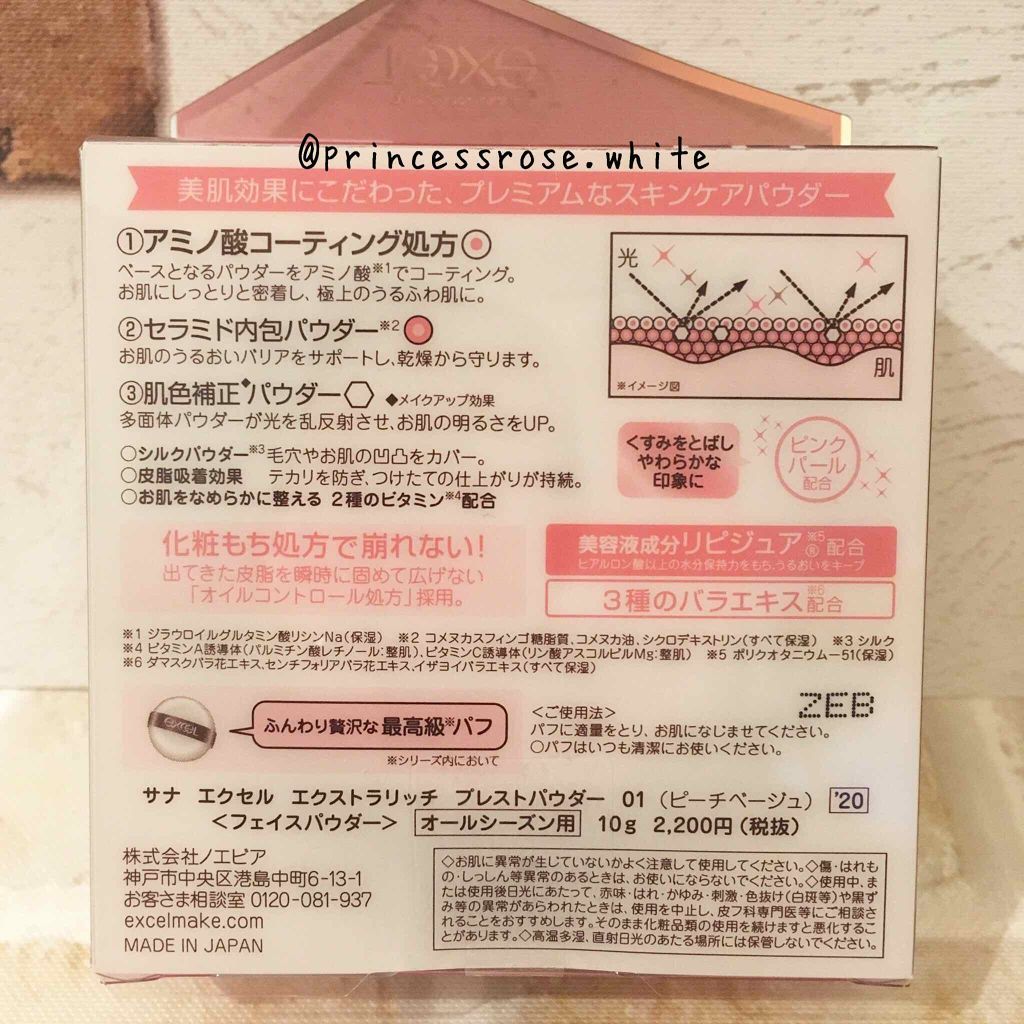 excel
@princessrose.white
美肌効果にこだわった、プレミアムなスキンケアパウダー
①アミノ酸コーティング処方
ベースとなるパウダーをアミノ酸※1でコーティング。
お肌にしっとりと密着し、極上のうるふわ肌に。
②セラミド内包パウダー※2
お肌のうるおいバリアをサポートし、乾燥から守ります。
③肌色補正◆パウダー ◆メイクアップ効果
多面体パウダーが光を乱反射させ、お肌の明るさをUP。
光
肌
※イメージ図
○シルクパウダー※3 毛穴やお肌の凹凸をカバー。
○皮脂吸着効果 テカリを防ぎ、つけたての仕上がりが持続。
○お肌をなめらかに整える 2種のビタミン※4配合
くすみをとばし
やわらかな
印象に
ピンク
パール
配合
化粧もち処方で崩れない!
出てきた皮脂を瞬時に固めて広げない
「オイルコントロール処方」採用。
美容液成分リピジュア®※5配合
ヒアルロン酸以上の水分保持力をもち、うるおいをキープ
3種のバラエキス※6配合
※1 ジラウロイルグルタミン酸リシンNa(保湿) ※2 コメヌカスフィンゴ糖脂質、コメヌカ油、シクロデキストリン(すべて保湿) ※3 シルク
※4 ビタミンA誘導体(パルミチン酸レチノール:整肌)、ビタミンC誘導体(リン酸アスコルビルMg:整肌) ※5 ポリクオタニウム-51(保湿)
※6 ダマスクバラ花エキス、センチフォリアバラ花エキス、イザヨイバラエキス(すべて保湿)
excel
ふんわり贅沢な 最高級※パフ
※シリーズ内において
<ご使用法>
パフに適量をとり、お肌になじませてください。
○パフはいつも清潔にお使いください。
ZEB
サナ エクセル エクストラリッチ プレストパウダー 01 (ピーチベージュ) '20
<フェイスパウダー> オールシーズン用 10g 2,200円(税抜)
株式会社ノエビア
神戸市中央区港島中町6-13-1
お客さま相談室 0120-081-937
excelmake.com
MADE IN JAPAN
◇お肌に異常が生じていないかよく注意して使用してください。◇傷・はれも
の・しっしん等異常のあるときは、お使いにならないでください。◇使用中、ま
たは使用後日光にあたって、赤味・はれ・かゆみ・刺激・色抜け(白斑等)や黒ず
み等の異常があらわれたときは、使用を中止し、皮フ科専門医等にご相談さ
れることをおすすめします。そのまま化粧品類の使用を続けますと悪化するこ
とがあります。◇高温多湿、直射日光のあたる場所には保管しないでください。